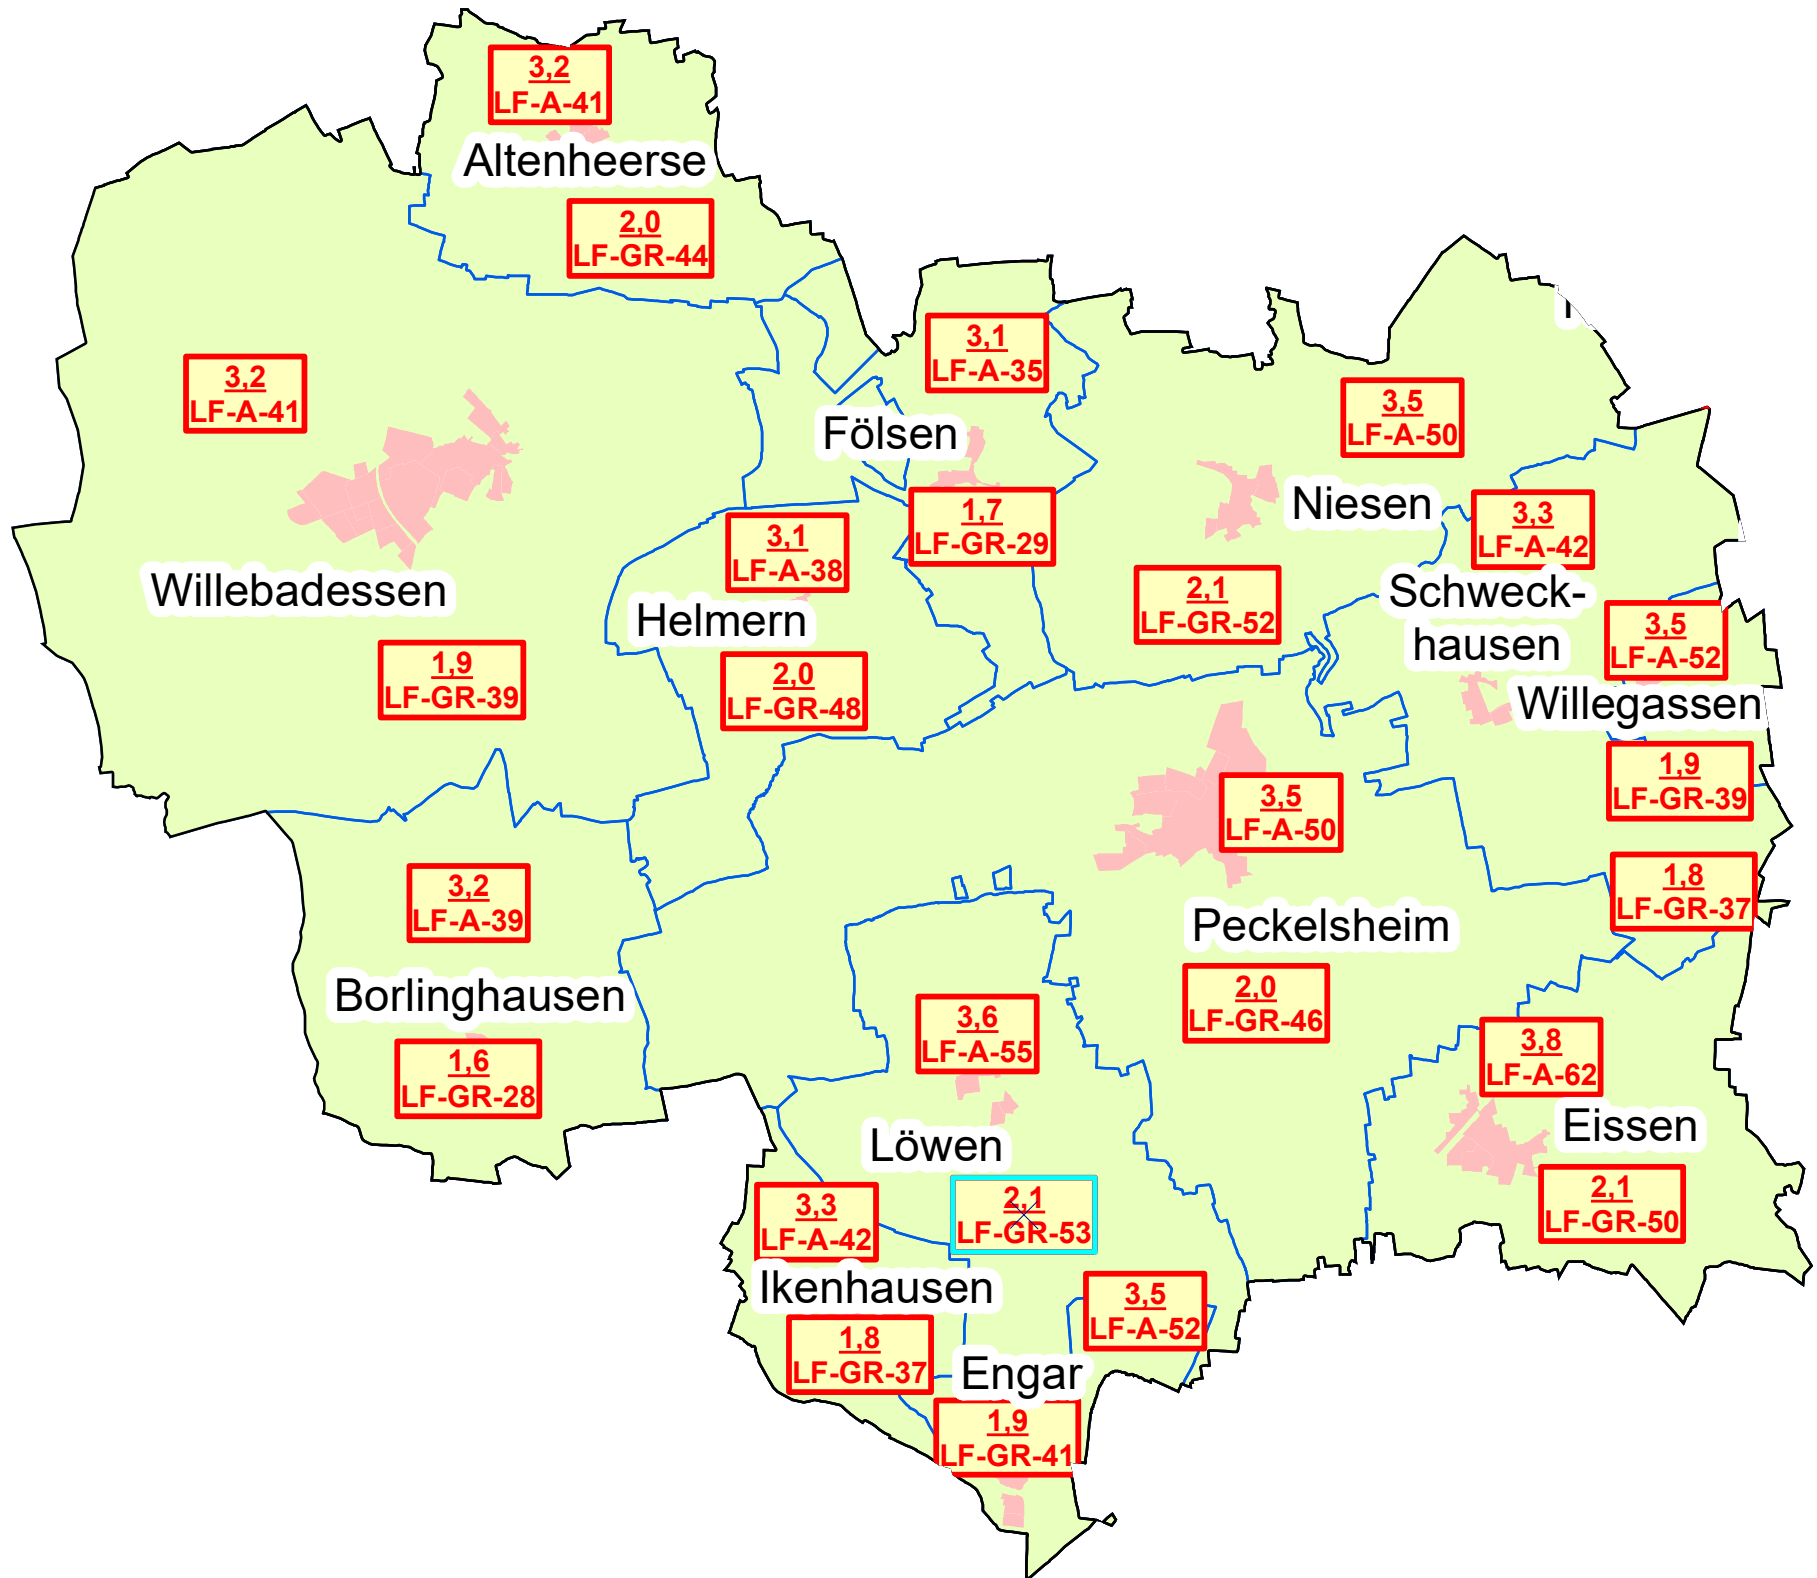 3,2
LF-A-41
Altenheerse
2,0
LF-GR-44
3,1
LF-A-35
3,2
LF-A-41
3,5
LF-A-50
Fölsen
Niesen
1,7
LF-GR-29
3,3
LF-A-42
3,1
LF-A-38
Willebadessen
Helmern
2,1
LF-GR-52
Schweck-
hausen
3,5
LF-A-52
1,9
LF-GR-39
2,0
LF-GR-48
Willegassen
1,9
LF-GR-39
3,5
LF-A-50
3,2
LF-A-39
1,8
LF-GR-37
Peckelsheim
Borlinghausen
2,0
LF-GR-46
3,6
LF-A-55
3,8
LF-A-62
1,6
LF-GR-28
Eissen
Löwen
2,1
LF-GR-50
3,3
LF-A-42
2,1
LF-GR-53
Ikenhausen
3,5
LF-A-52
1,8
LF-GR-37
Engar
1,9
LF-GR-41